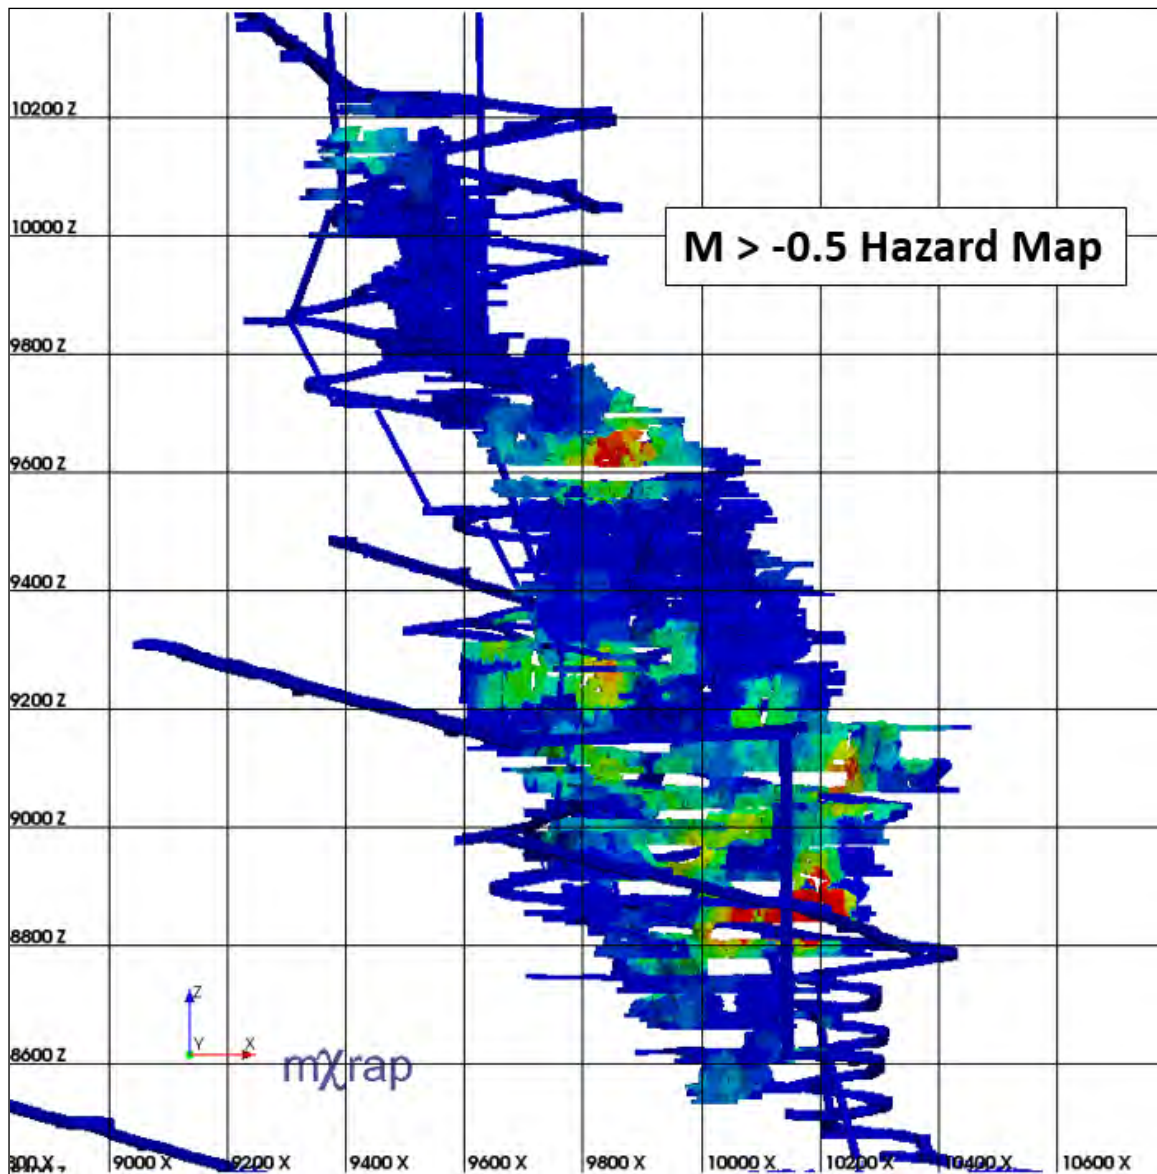 10200 Z
10000 Z
M > -0.5 Hazard Map
9800 Z
9600 Z
9400 Z
9200 Z
9000 Z
8800 Z
Z
Y X
8600 Z
mχrap
9000 X 9200 X 9400 X 9600 X 9800 X 10000 X 10200 X 10400 X 10600 X